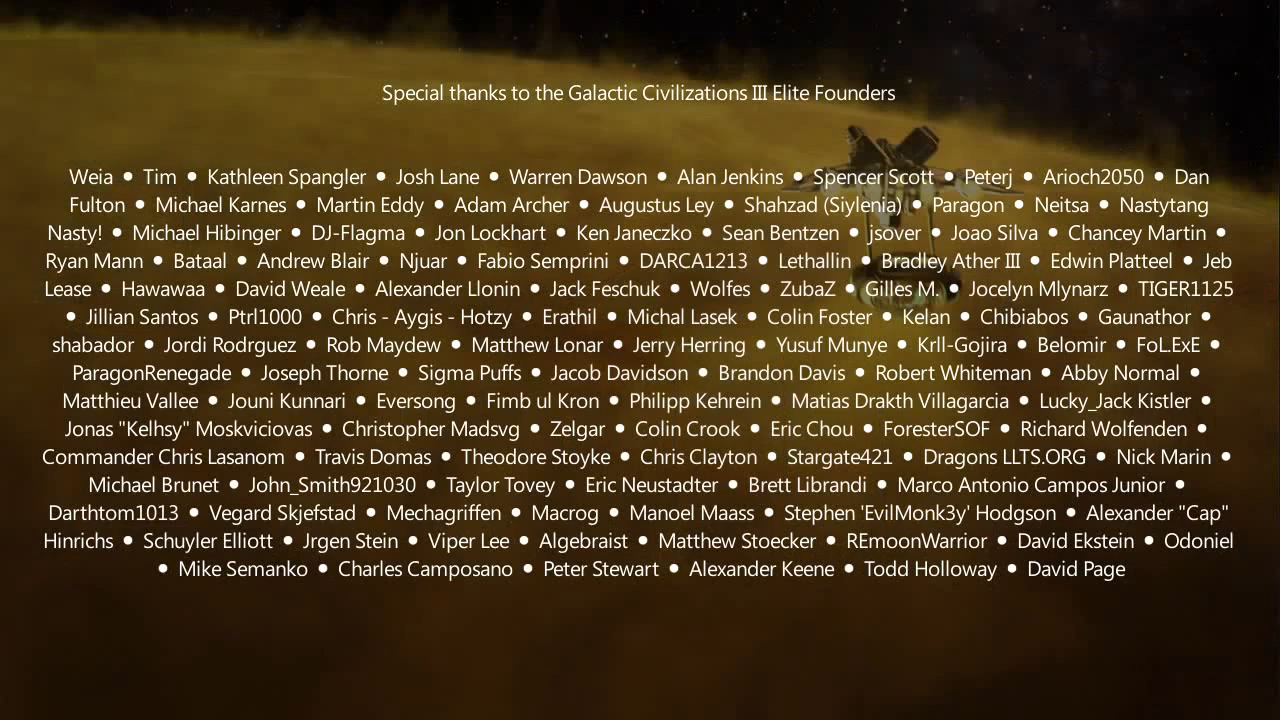 Special thanks to the Galactic Civilizations III Elite Founders
Weia • Tim • Kathleen Spangler • Josh Lane • Warren Dawson • Alan Jenkins • Spencer Scott • Peterj • Arioch2050 • Dan
Fulton • Michael Karnes • Martin Eddy • Adam Archer • Augustus Ley • Shahzad (Siylenia) • Paragon • Neitsa • Nastytang
Nasty! • Michael Hibinger • DJ-Flagma • Jon Lockhart • Ken Janeczko • Sean Bentzen • jsover • Joao Silva • Chancey Martin •
Ryan Mann • Bataal • Andrew Blair • Njuar • Fabio Semprini • DARCA1213 • Lethallin • Bradley Ather III • Edwin Platteel • Jeb
Lease • Hawawaa • David Weale • Alexander Llonin • Jack Feschuk • Wolfes • ZubaZ • Gilles M. • Jocelyn Mlynarz • TIGER1125
• Jillian Santos • Ptrl1000 • Chris - Aygis - Hotzy • Erathil • Michal Lasek • Colin Foster • Kelan • Chibiabos • Gaunathor •
shabador • Jordi Rodrguez • Rob Maydew • Matthew Lonar • Jerry Herring • Yusuf Munye • Krll-Gojira • Belomir • FoL.ExE •
ParagonRenegade • Joseph Thorne • Sigma Puffs • Jacob Davidson • Brandon Davis • Robert Whiteman • Abby Normal •
Matthieu Vallee • Jouni Kunnari • Eversong • Fimb ul Kron • Philipp Kehrein • Matias Drakth Villagarcia • Lucky_Jack Kistler •
Jonas "Kelhsy" Moskviciovas • Christopher Madsvg • Zelgar • Colin Crook • Eric Chou • ForesterSOF • Richard Wolfenden •
Commander Chris Lasanom • Travis Domas • Theodore Stoyke • Chris Clayton • Stargate421 • Dragons LLTS.ORG • Nick Marin •
Michael Brunet • John_Smith921030 • Taylor Tovey • Eric Neustadter • Brett Librandi • Marco Antonio Campos Junior •
Darthtom1013 • Vegard Skjefstad • Mechagriffen • Macrog • Manoel Maass • Stephen 'EvilMonk3y' Hodgson • Alexander "Cap"
Hinrichs • Schuyler Elliott • Jrgen Stein • Viper Lee • Algebraist • Matthew Stoecker • REmoonWarrior • David Ekstein • Odoniel
• Mike Semanko • Charles Camposano • Peter Stewart • Alexander Keene • Todd Holloway • David Page